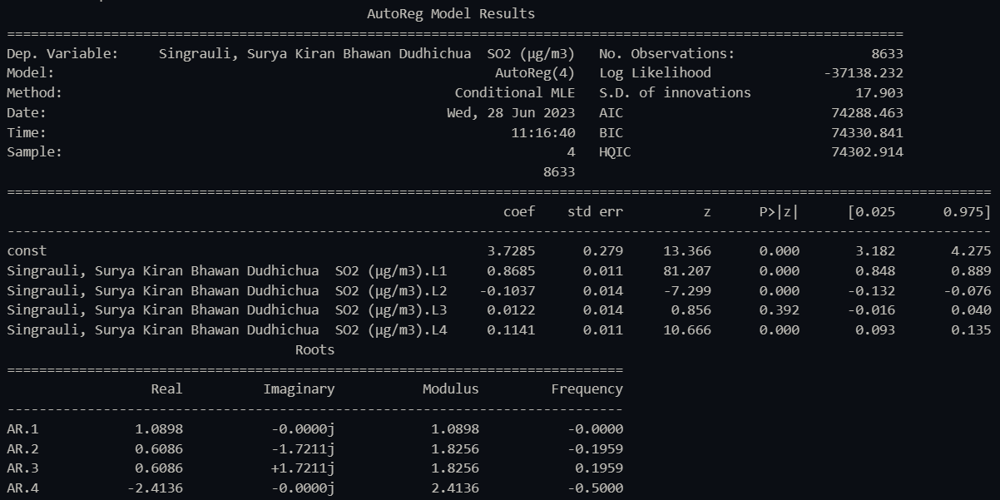 AutoReg Model Results
==============================================================================================================
Dep. Variable:     Singrauli, Surya Kiran Bhawan Dudhichua  SO2 (µg/m3)   No. Observations:                 8633
Model:                                                       AutoReg(4)   Log Likelihood              -37138.232
Method:                                                 Conditional MLE   S.D. of innovations             17.903
Date:                                                  Wed, 28 Jun 2023   AIC                          74288.463
Time:                                                          11:16:40   BIC                          74330.841
Sample:                                                               4   HQIC                         74302.914
8633
==========================================================================================================================
coef    std err          z      P>|z|      [0.025      0.975]
--------------------------------------------------------------------------------------------------------------------------
const                                                       3.7285      0.279     13.366      0.000       3.182       4.275
Singrauli, Surya Kiran Bhawan Dudhichua  SO2 (µg/m3).L1     0.8685      0.011     81.207      0.000       0.848       0.889
Singrauli, Surya Kiran Bhawan Dudhichua  SO2 (µg/m3).L2    -0.1037      0.014     -7.299      0.000      -0.132      -0.076
Singrauli, Surya Kiran Bhawan Dudhichua  SO2 (µg/m3).L3     0.0122      0.014      0.856      0.392      -0.016       0.040
Singrauli, Surya Kiran Bhawan Dudhichua  SO2 (µg/m3).L4     0.1141      0.011     10.666      0.000       0.093       0.135
Roots
=============================================================================
Real          Imaginary           Modulus         Frequency
-----------------------------------------------------------------------------
AR.1            1.0898           -0.0000j            1.0898           -0.0000
AR.2            0.6086           -1.7211j            1.8256           -0.1959
AR.3            0.6086           +1.7211j            1.8256            0.1959
AR.4           -2.4136           -0.0000j            2.4136           -0.5000